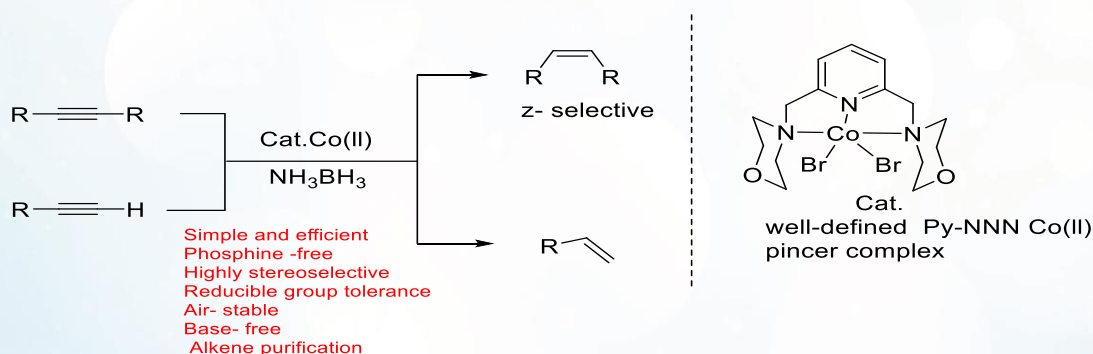 R R
R R
z- selective
Cat.Co(II)
NH3BH3
R H
R
Simple and efficient
Phosphine -free
Highly stereoselective
Reducible group tolerance
Air- stable
Base- free
Alkene purification
N
N Co N
Br Br
O O
Cat.
well-defined Py-NNN Co(II)
pincer complex